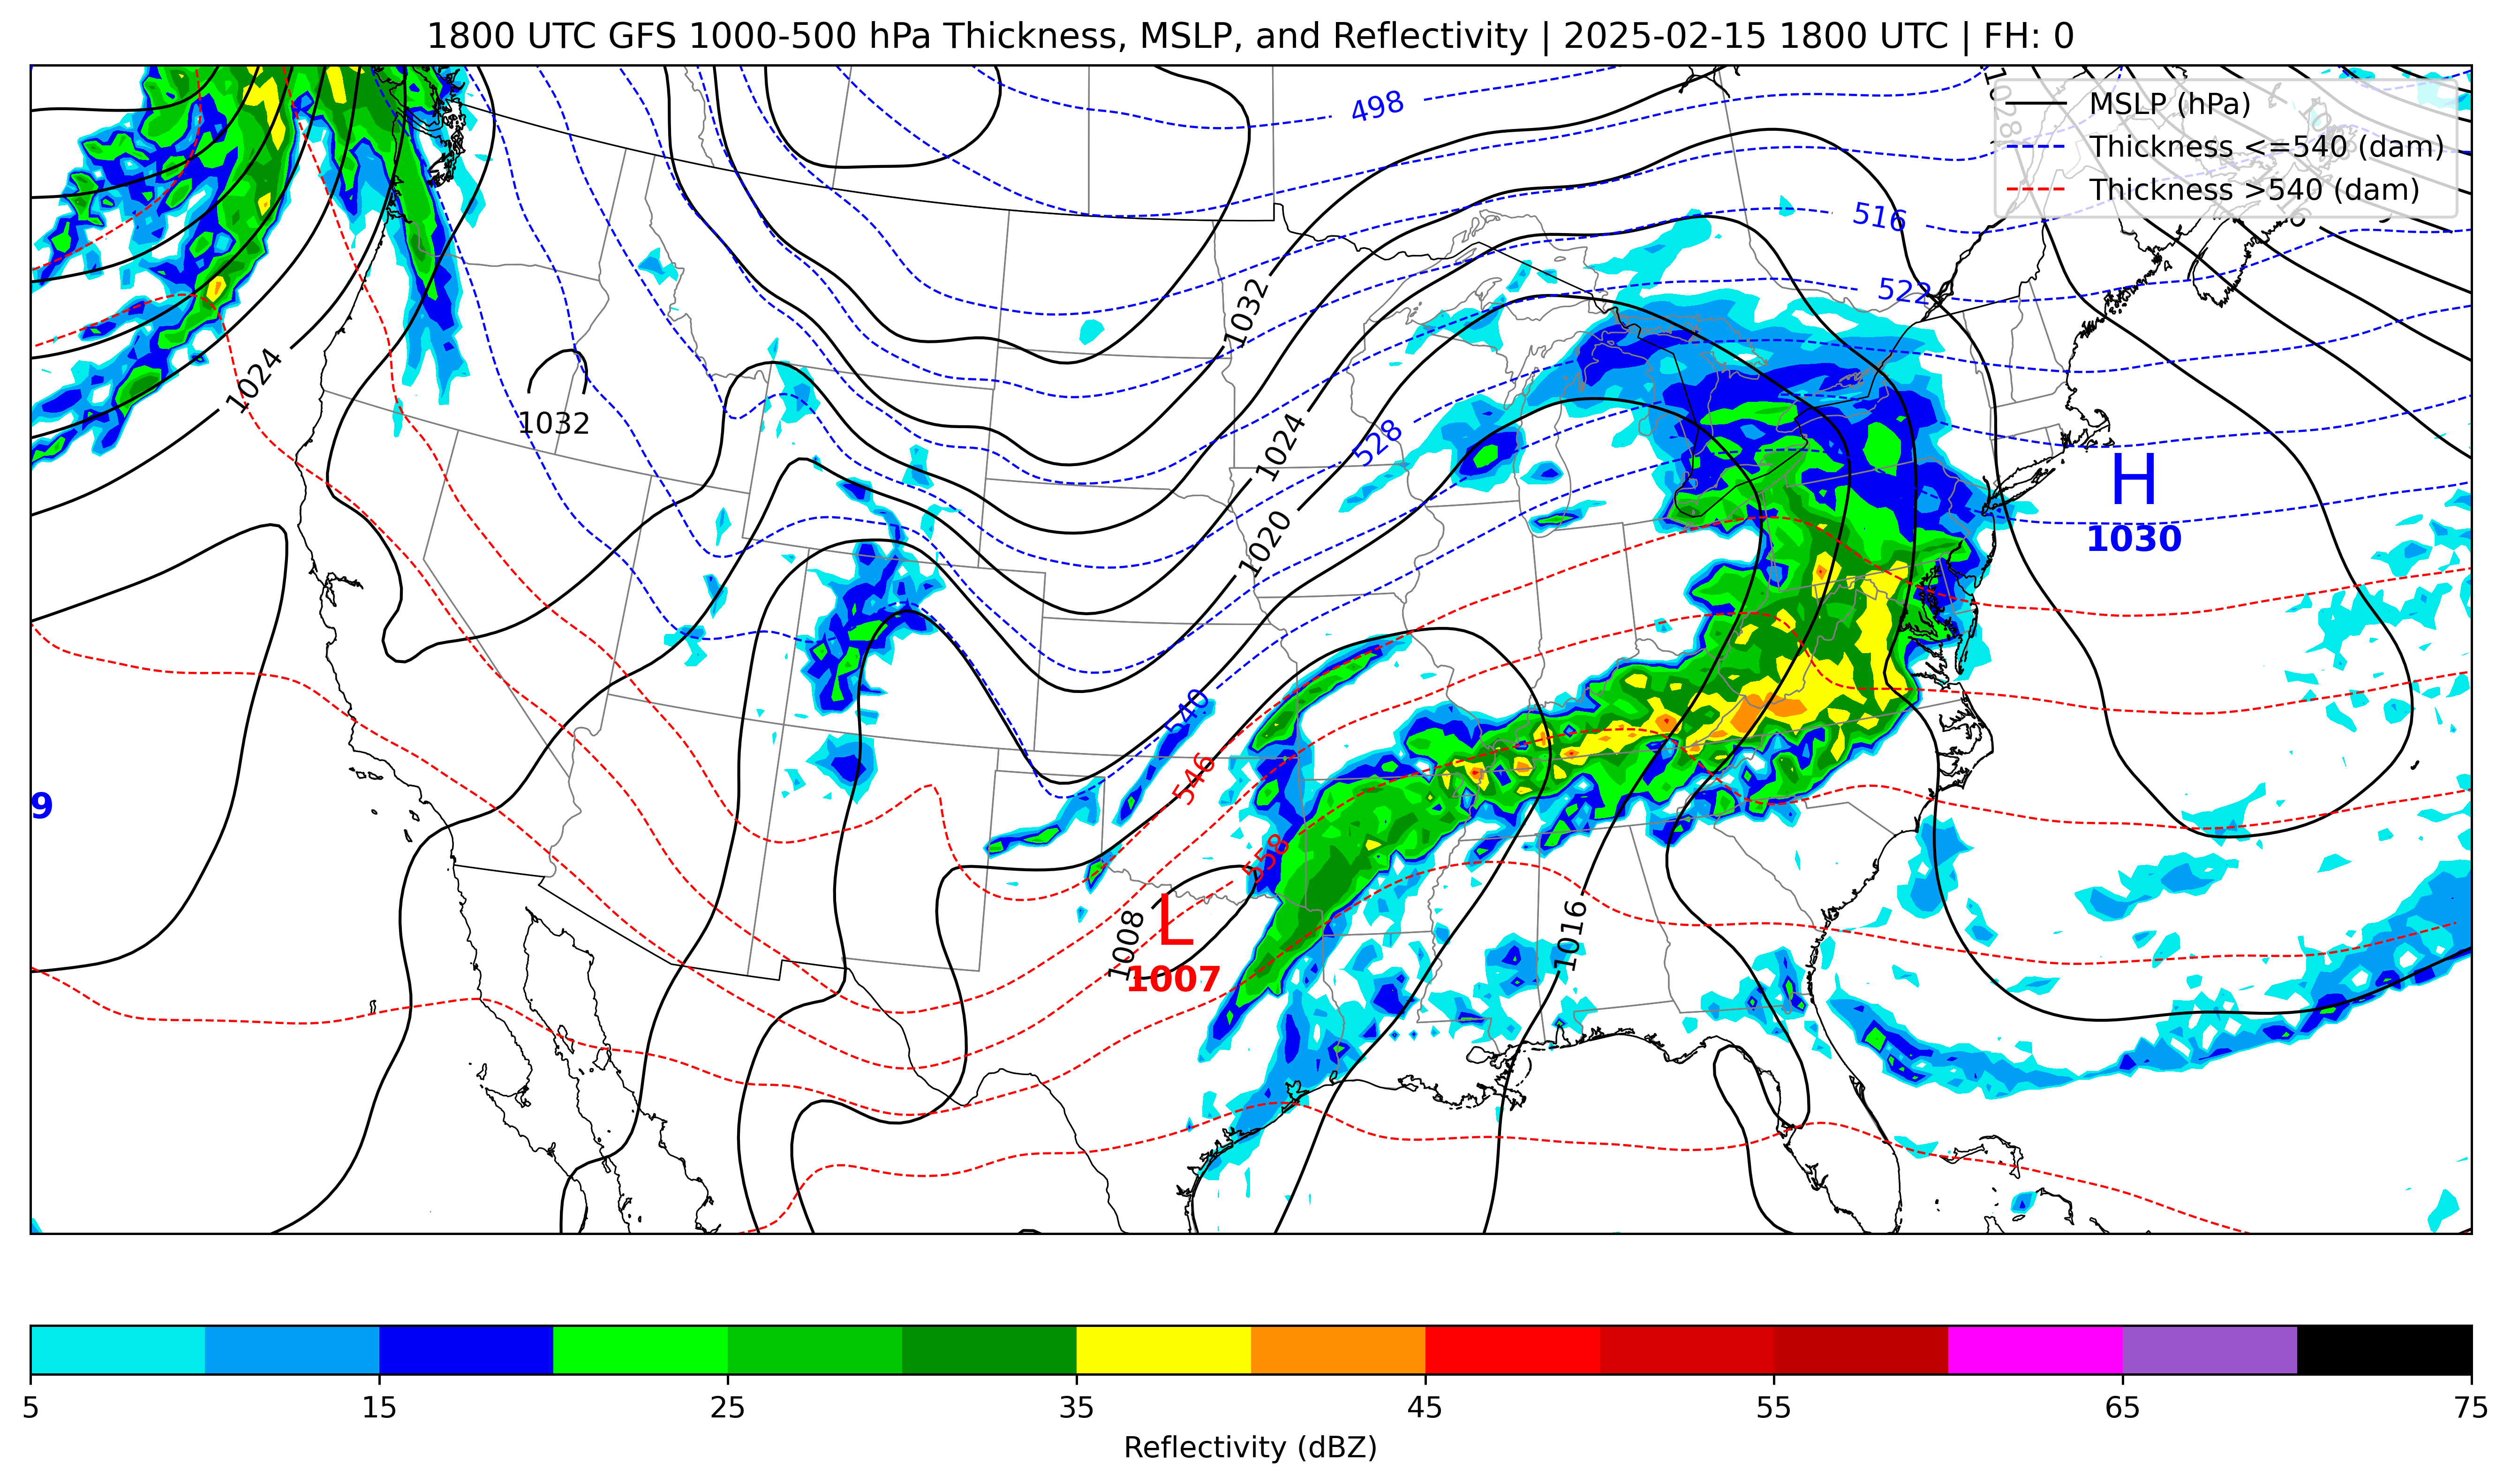 1800 UTC GFS 1000-500 hPa Thickness, MSLP, and Reflectivity | 2025-02-15 1800 UTC | FH: 0
MSLP (hPa)
Thickness <=540 (dam)
Thickness >540 (dam)
498
516
522
1032
1024
1032
1024
528
H
1030
1020
540
546
9
558
L
1008
1007
1016
5 15 25 35 45 55 65 75
Reflectivity (dBZ)